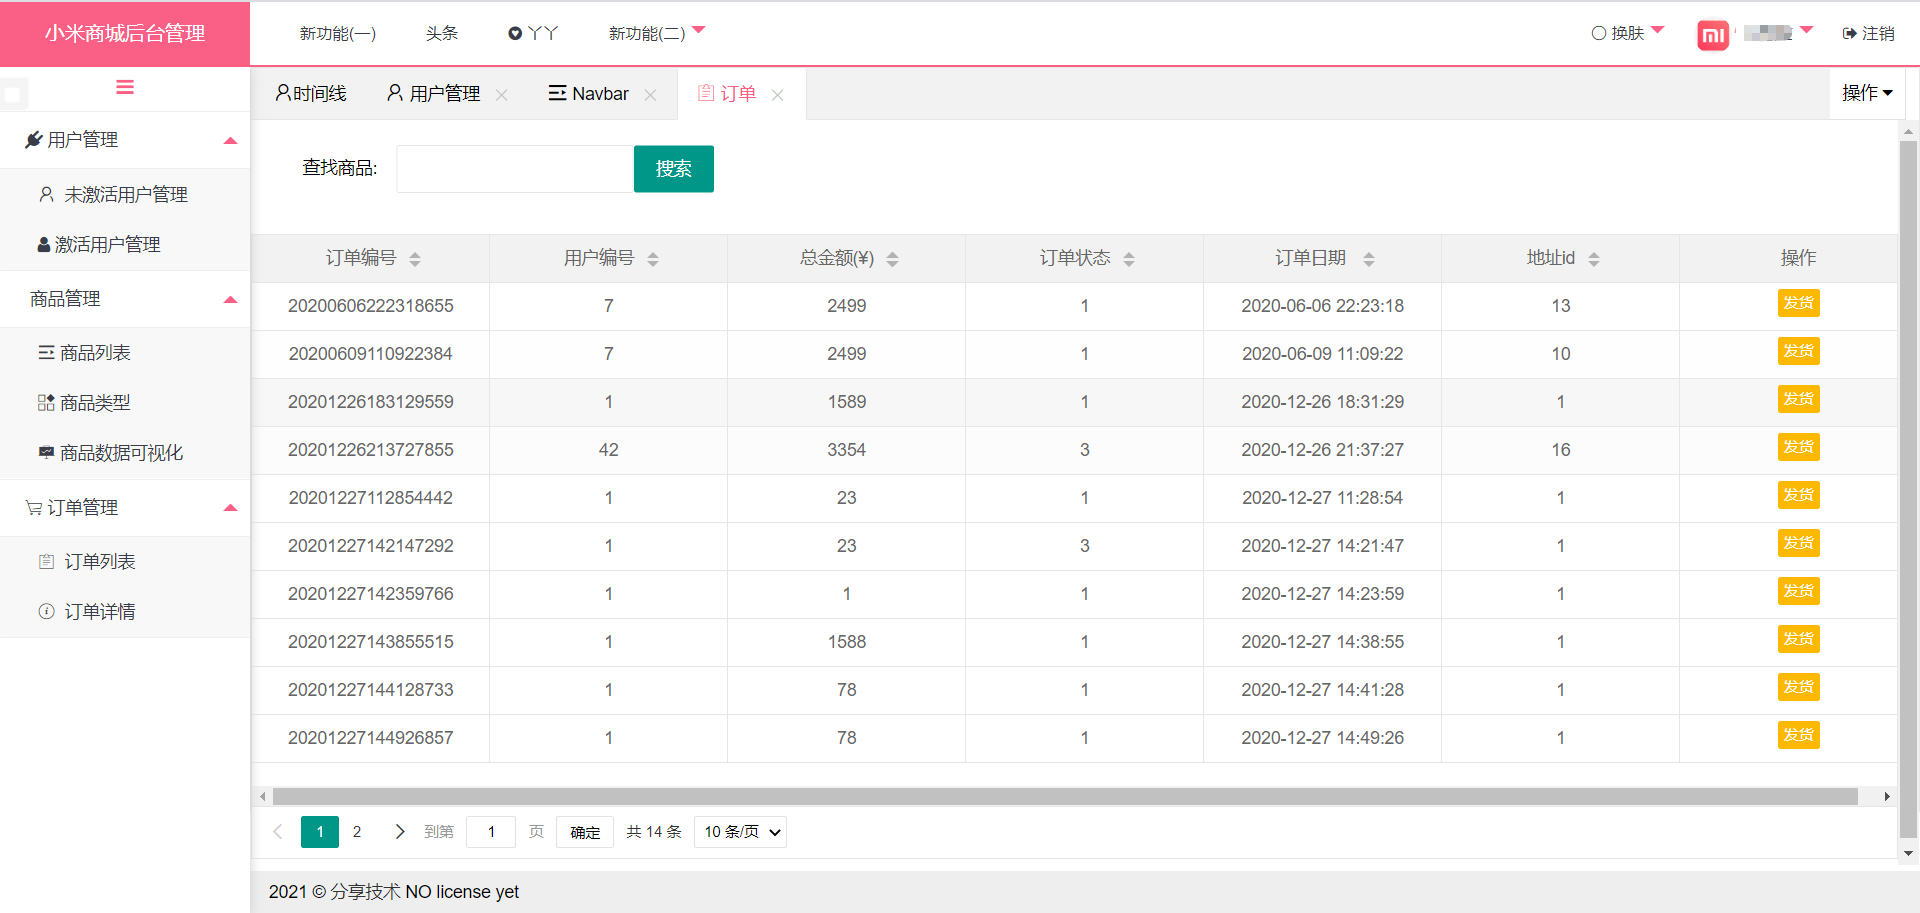 小米商城后台管理
新功能(一) 头条 丫丫 新功能(二) 换肤 mi 注销
时间线 用户管理 Navbar 订单 操作
用户管理
未激活用户管理
激活用户管理
商品管理
商品列表
商品类型
商品数据可视化
订单管理
订单列表
订单详情
查找商品: 搜索
订单编号 用户编号 总金额(¥) 订单状态 订单日期 地址id 操作
20200606222318655 7 2499 1 2020-06-06 22:23:18 13 发货
20200609110922384 7 2499 1 2020-06-09 11:09:22 10 发货
20201226183129559 1 1589 1 2020-12-26 18:31:29 1 发货
20201226213727855 42 3354 3 2020-12-26 21:37:27 16 发货
20201227112854442 1 23 1 2020-12-27 11:28:54 1 发货
20201227142147292 1 23 3 2020-12-27 14:21:47 1 发货
20201227142359766 1 1 1 2020-12-27 14:23:59 1 发货
20201227143855515 1 1588 1 2020-12-27 14:38:55 1 发货
20201227144128733 1 78 1 2020-12-27 14:41:28 1 发货
20201227144926857 1 78 1 2020-12-27 14:49:26 1 发货
1 2 到第 1 页 确定 共 14 条 10 条/页
2021 © 分享技术 NO license yet